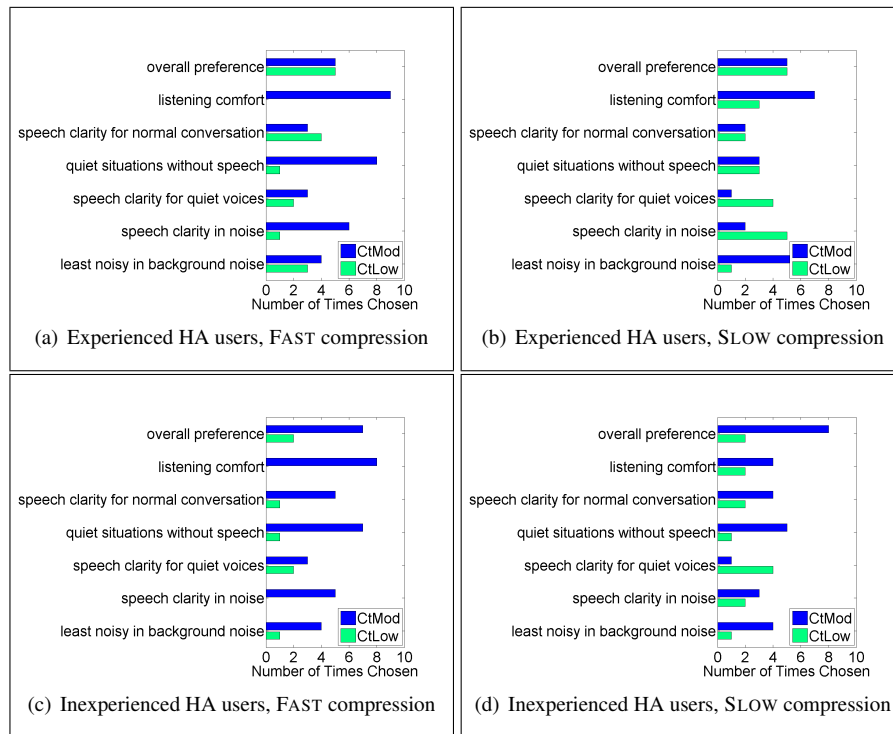 overall preference
listening comfort
speech clarity for normal conversation
quiet situations without speech
speech clarity for quiet voices
speech clarity in noise
least noisy in background noise
CtMod
CtLow
0 2 4 6 8 10
Number of Times Chosen
(a) Experienced HA users, FAST compression
overall preference
listening comfort
speech clarity for normal conversation
quiet situations without speech
speech clarity for quiet voices
speech clarity in noise
least noisy in background noise
CtMod
CtLow
0 2 4 6 8 10
Number of Times Chosen
(b) Experienced HA users, SLOW compression
overall preference
listening comfort
speech clarity for normal conversation
quiet situations without speech
speech clarity for quiet voices
speech clarity in noise
least noisy in background noise
CtMod
CtLow
0 2 4 6 8 10
Number of Times Chosen
(c) Inexperienced HA users, FAST compression
overall preference
listening comfort
speech clarity for normal conversation
quiet situations without speech
speech clarity for quiet voices
speech clarity in noise
least noisy in background noise
CtMod
CtLow
0 2 4 6 8 10
Number of Times Chosen
(d) Inexperienced HA users, SLOW compression